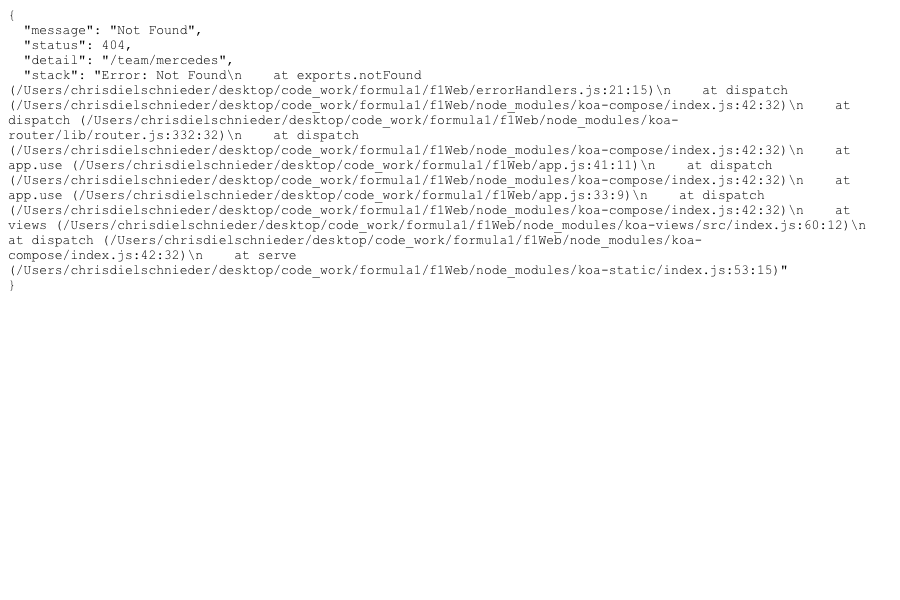 {
  "message": "Not Found",
  "status": 404,
  "detail": "/team/mercedes",
  "stack": "Error: Not Found\n    at exports.notFound
(/Users/chrisdielschnieder/desktop/code_work/formula1/f1Web/errorHandlers.js:21:15)\n    at dispatch
(/Users/chrisdielschnieder/desktop/code_work/formula1/f1Web/node_modules/koa-compose/index.js:42:32)\n    at
dispatch (/Users/chrisdielschnieder/desktop/code_work/formula1/f1Web/node_modules/koa-
router/lib/router.js:332:32)\n    at dispatch
(/Users/chrisdielschnieder/desktop/code_work/formula1/f1Web/node_modules/koa-compose/index.js:42:32)\n    at
app.use (/Users/chrisdielschnieder/desktop/code_work/formula1/f1Web/app.js:41:11)\n    at dispatch
(/Users/chrisdielschnieder/desktop/code_work/formula1/f1Web/node_modules/koa-compose/index.js:42:32)\n    at
app.use (/Users/chrisdielschnieder/desktop/code_work/formula1/f1Web/app.js:33:9)\n    at dispatch
(/Users/chrisdielschnieder/desktop/code_work/formula1/f1Web/node_modules/koa-compose/index.js:42:32)\n    at
views (/Users/chrisdielschnieder/desktop/code_work/formula1/f1Web/node_modules/koa-views/src/index.js:60:12)\n
at dispatch (/Users/chrisdielschnieder/desktop/code_work/formula1/f1Web/node_modules/koa-
compose/index.js:42:32)\n    at serve
(/Users/chrisdielschnieder/desktop/code_work/formula1/f1Web/node_modules/koa-static/index.js:53:15)"
}